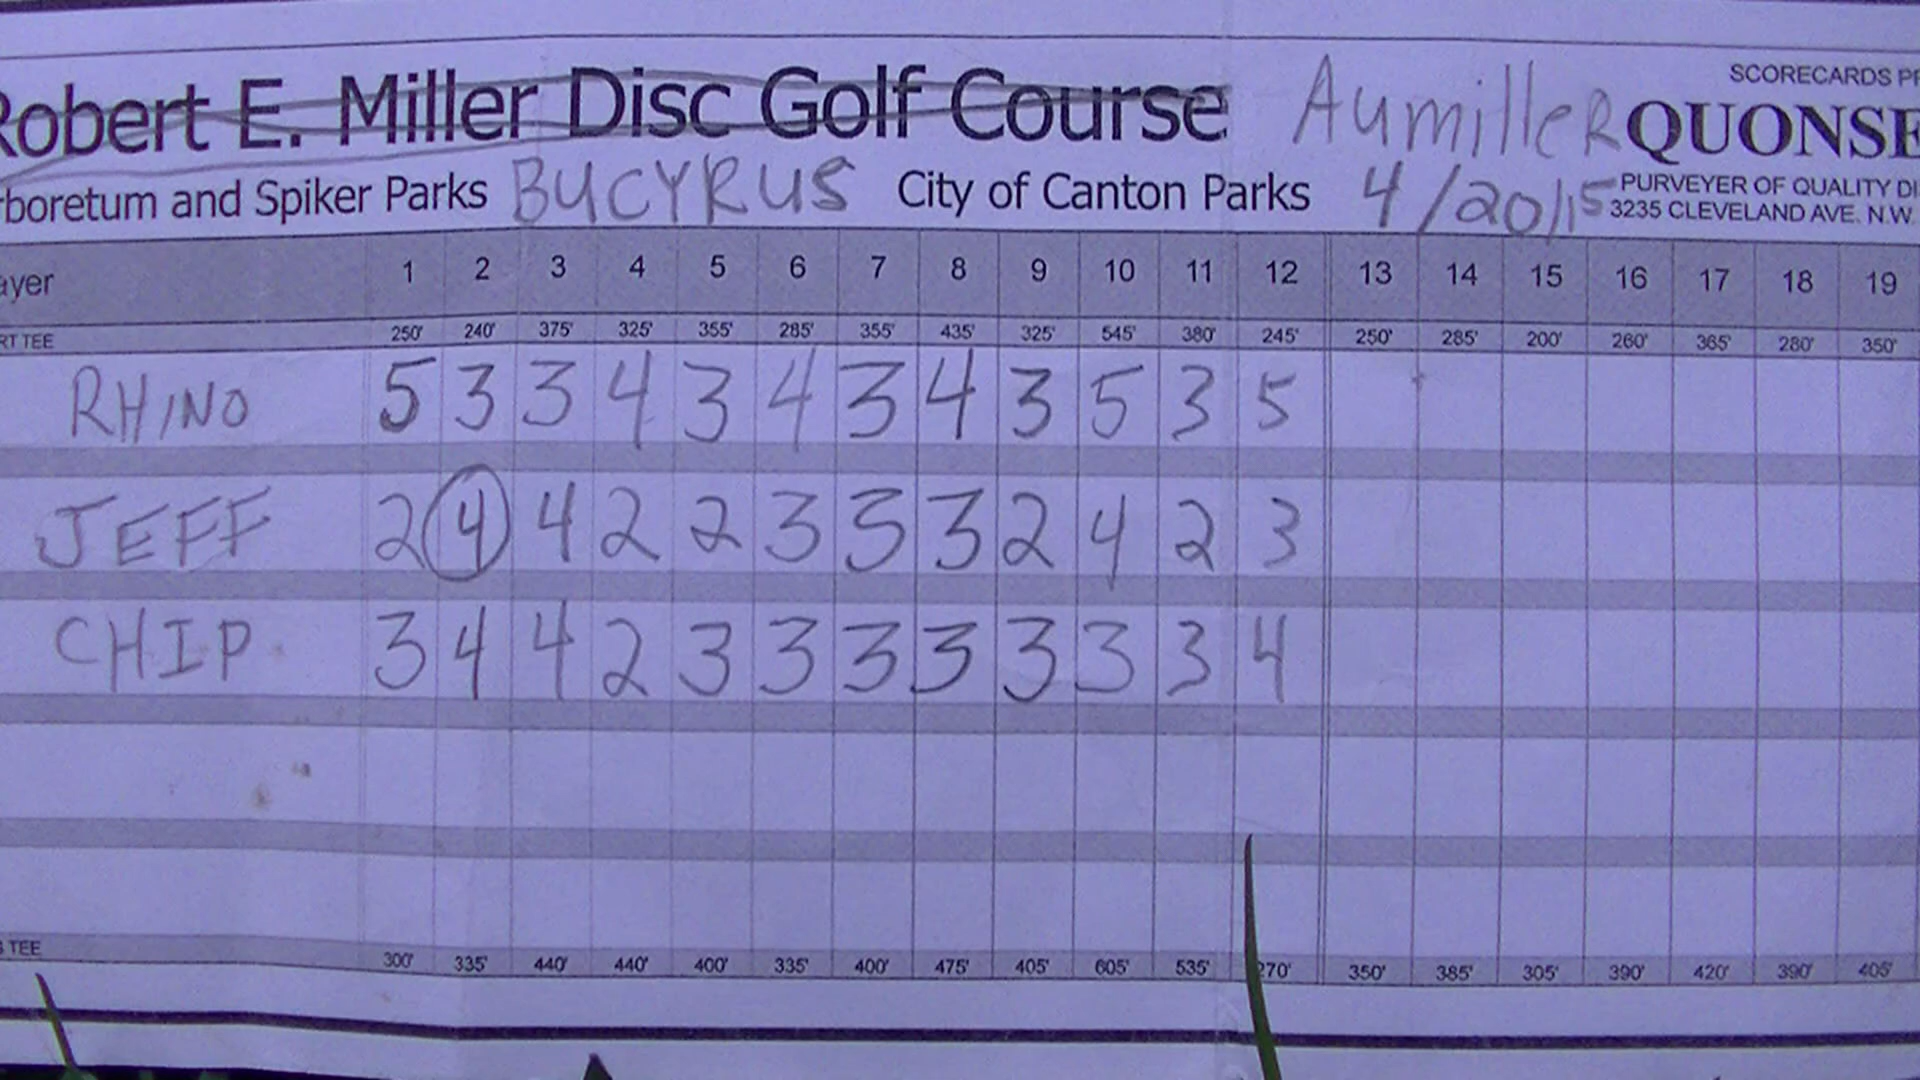 Robert E. Miller Disc Golf Course Aumiller
SCORECARDS PR
QUONSE
rboretum and Spiker Parks BUCYRUS City of Canton Parks 4/20/15
PURVEYER OF QUALITY DI
3235 CLEVELAND AVE. N.W.
ayer 1 2 3 4 5 6 7 8 9 10 11 12 13 14 15 16 17 18 19
RT TEE 250' 240' 375' 325' 355' 285' 355' 435' 325' 545' 380' 245' 250' 285' 200' 260' 365' 280' 350'
RHINO 5 3 3 4 3 4 3 4 3 5 3 5
JEFF 2 4 4 2 2 3 3 3 2 4 2 3
CHIP 3 4 4 2 3 3 3 3 3 3 3 4
TEE 300' 335' 440' 440' 400' 335' 400' 475' 405' 605' 535' 270' 350' 385' 305' 390' 420' 390' 405'